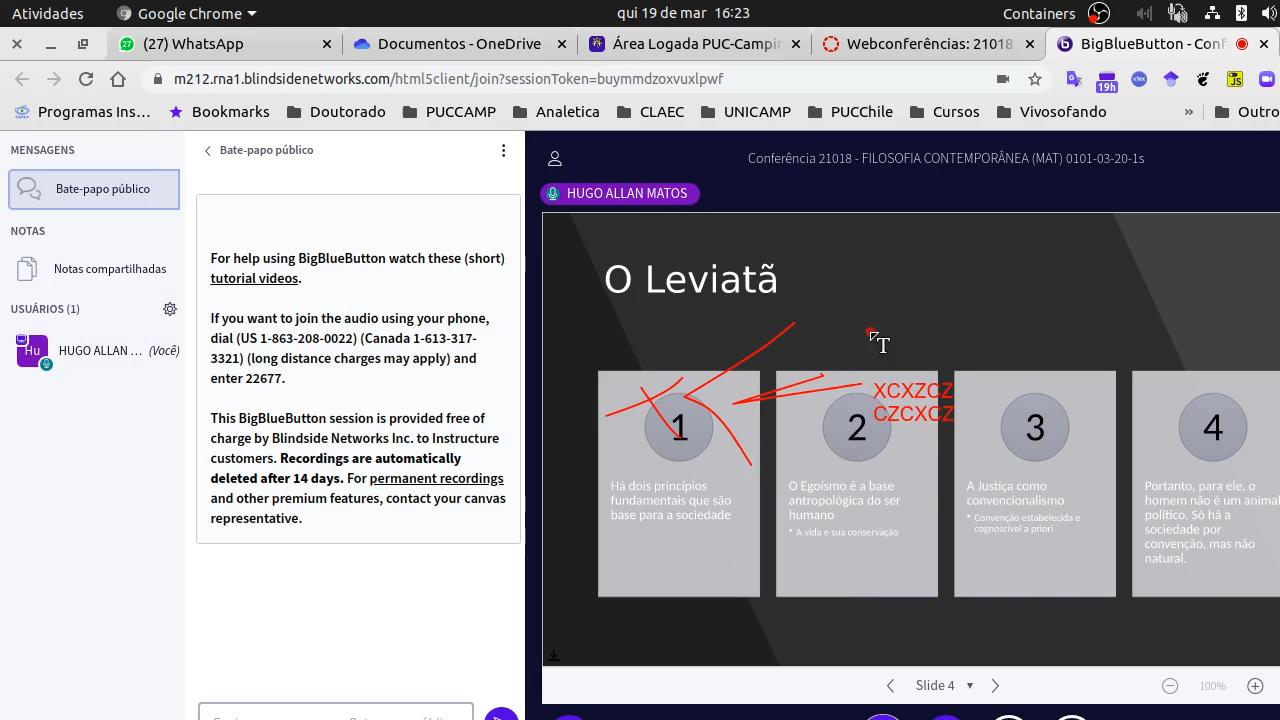 Atividades
Google Chrome
qui 19 de mar 16:23
Containers
(27) WhatsApp
Documentos - OneDrive
Área Logada PUC-Campir
Webconferências: 21018
BigBlueButton - Conf
m212.rna1.blindsidenetworks.com/html5client/join?sessionToken=buymmdzoxvuxlpwf
19h
Programas Ins…
Bookmarks
Doutorado
PUCCAMP
Analetica
CLAEC
UNICAMP
PUCChile
Cursos
Vivosofando
»
Outro
MENSAGENS
Bate-papo público
NOTAS
Notas compartilhadas
USUÁRIOS (1)
Hu
HUGO ALLAN … (Você)
Bate-papo público
For help using BigBlueButton watch these (short)
tutorial videos.
If you want to join the audio using your phone,
dial (US 1-863-208-0022) (Canada 1-613-317-
3321) (long distance charges may apply) and
enter 22677.
This BigBlueButton session is provided free of
charge by Blindside Networks Inc. to Instructure
customers. Recordings are automatically
deleted after 14 days. For permanent recordings
and other premium features, contact your canvas
representative.
Conferência 21018 - FILOSOFIA CONTEMPORÂNEA (MAT) 0101-03-20-1s
HUGO ALLAN MATOS
O Leviatã
T
XCXZCZ
CZCXCZ
1
Há dois princípios
fundamentais que são
base para a sociedade
2
O Egoísmo é a base
antropológica do ser
humano
• A vida e sua conservação
3
A Justiça como
convencionalismo
• Convenção estabelecida e
cognoscível a priori
4
Portanto, para ele, o
homem não é um animal
político. Só há a
sociedade por
convenção, mas não
natural.
Slide 4
100%